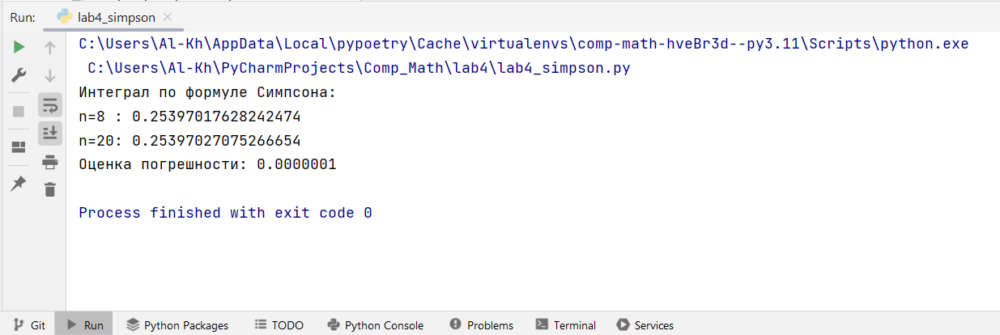 Run: lab4_simpson
C:\Users\Al-Kh\AppData\Local\pypoetry\Cache\virtualenvs\comp-math-hveBr3d--py3.11\Scripts\python.exe
C:\Users\Al-Kh\PyCharmProjects\Comp_Math\lab4\lab4_simpson.py
Интеграл по формуле Симпсона:
n=8 : 0.25397017628242474
n=20: 0.25397027075266654
Оценка погрешности: 0.0000001
Process finished with exit code 0
Git Run Python Packages TODO Python Console Problems Terminal Services